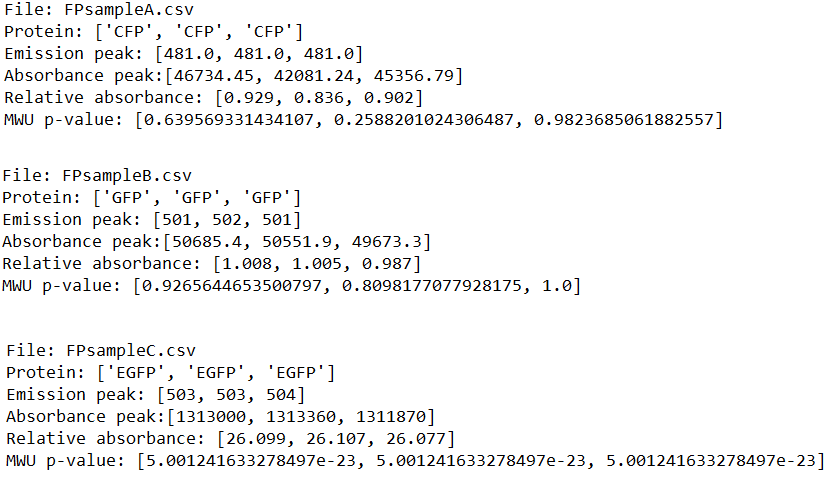 File: FPsampleA.csv
Protein: ['CFP', 'CFP', 'CFP']
Emission peak: [481.0, 481.0, 481.0]
Absorbance peak:[46734.45, 42081.24, 45356.79]
Relative absorbance: [0.929, 0.836, 0.902]
MWU p-value: [0.639569331434107, 0.2588201024306487, 0.9823685061882557]
File: FPsampleB.csv
Protein: ['GFP', 'GFP', 'GFP']
Emission peak: [501, 502, 501]
Absorbance peak:[50685.4, 50551.9, 49673.3]
Relative absorbance: [1.008, 1.005, 0.987]
MWU p-value: [0.9265644653500797, 0.8098177077928175, 1.0]
File: FPsampleC.csv
Protein: ['EGFP', 'EGFP', 'EGFP']
Emission peak: [503, 503, 504]
Absorbance peak:[1313000, 1313360, 1311870]
Relative absorbance: [26.099, 26.107, 26.077]
MWU p-value: [5.001241633278497e-23, 5.001241633278497e-23, 5.001241633278497e-23]